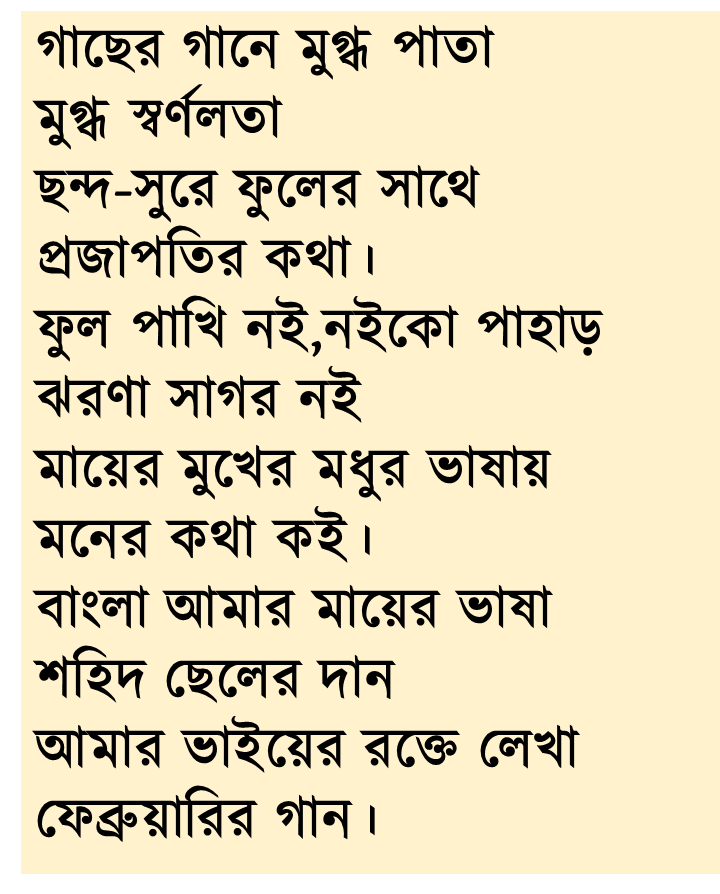 গাছের গানে মুগ্ধ পাতা
মুগ্ধ স্বর্ণলতা
ছন্দ-সুরে ফুলের সাথে
প্রজাপতির কথা।
ফুল পাখি নই,নইকো পাহাড়
ঝরণা সাগর নই
মায়ের মুখের মধুর ভাষায়
মনের কথা কই।
বাংলা আমার মায়ের ভাষা
শহিদ ছেলের দান
আমার ভাইয়ের রক্তে লেখা
ফেব্রুয়ারির গান।